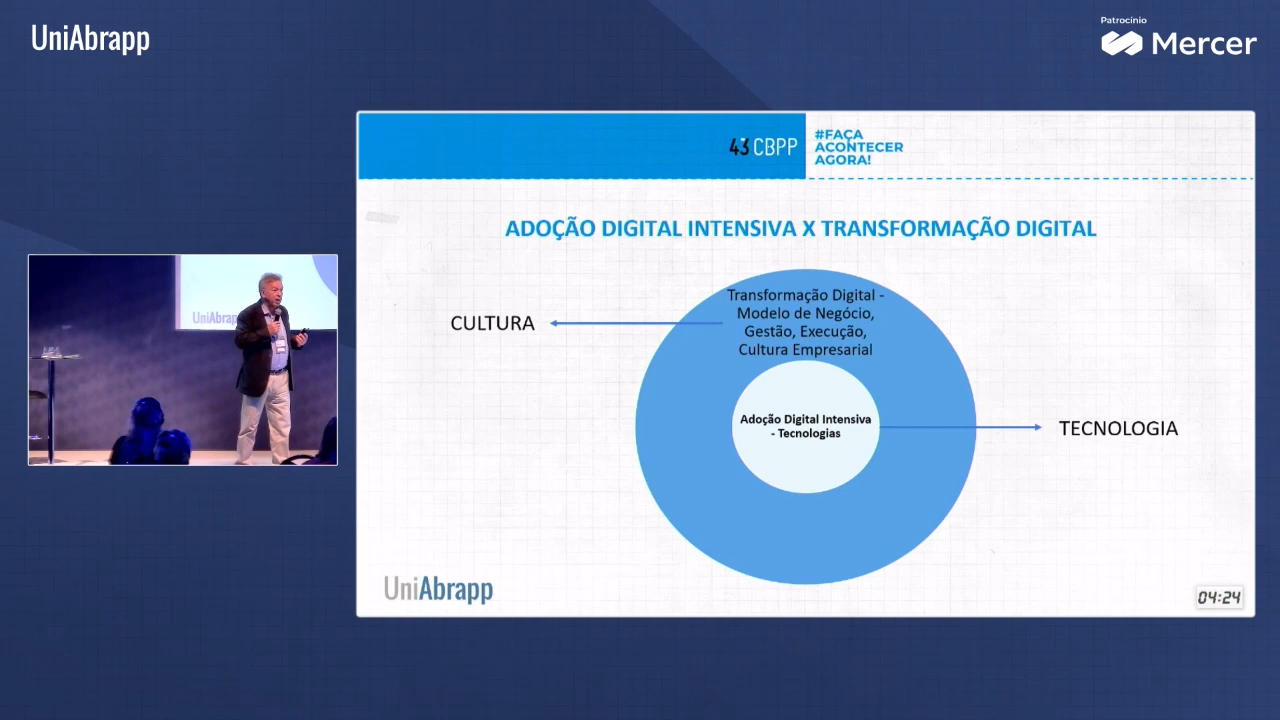 UniAbrapp
Patrocínio
Mercer
43 CBPP
#FAÇA
ACONTECER
AGORA!
ADOÇÃO DIGITAL INTENSIVA X TRANSFORMAÇÃO DIGITAL
Transformação Digital -
Modelo de Negócio,
Gestão, Execução,
Cultura Empresarial
CULTURA
Adoção Digital Intensiva
- Tecnologias
TECNOLOGIA
UniAbrapp
UniAbrapp
04:24